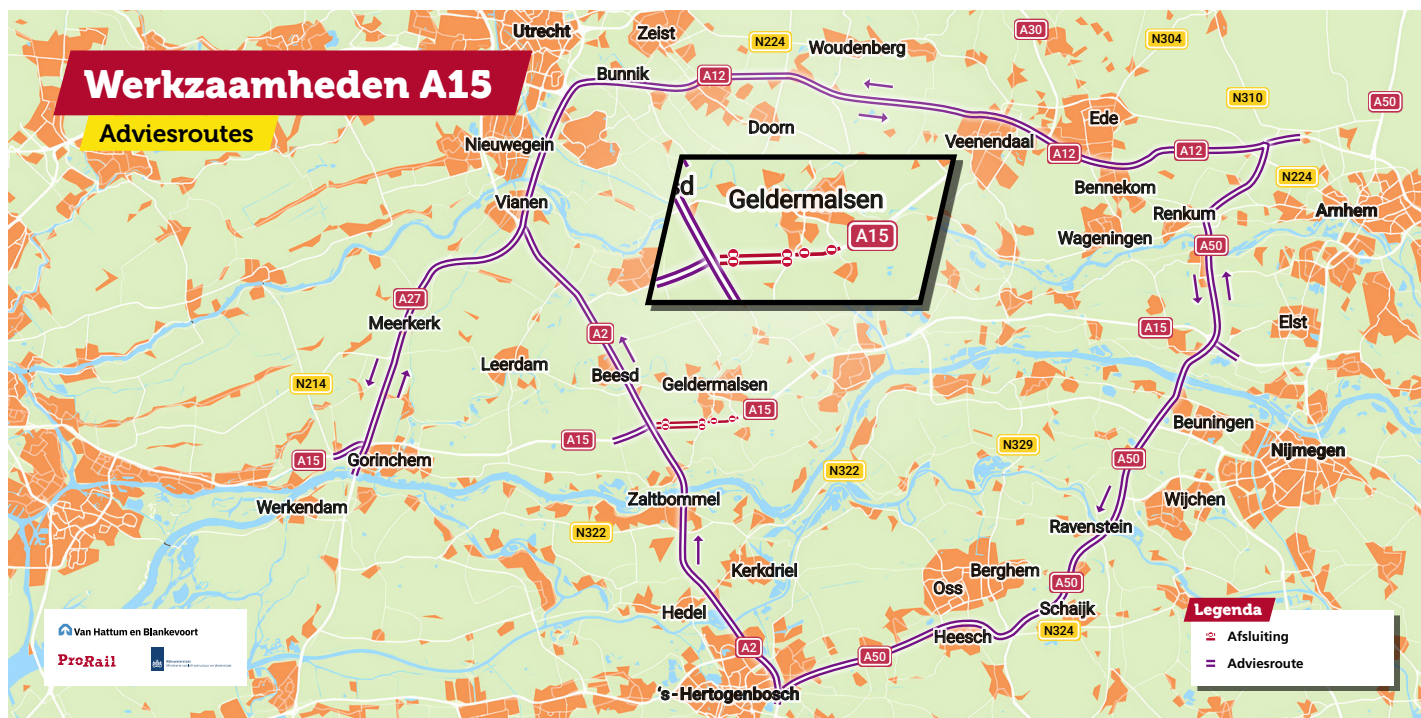 Werkzaamheden A15
Adviesroutes
Utrecht
Zeist
N224
Woudenberg
A30
N304
Bunnik
A12
N310
A50
Doorn
Ede
Nieuwegein
Veenendaal
A12
A12
Bennekom
N224
Vianen
Renkum
Arnhem
Wageningen
A50
sd
Geldermalsen
A15
A27
Meerkerk
A2
A15
Elst
Leerdam
Beesd
N214
Geldermalsen
A15
A15
Beuningen
A15
Gorinchem
N329
A50
Nijmegen
N322
Werkendam
Zaltbommel
Wijchen
N322
Ravenstein
Kerkdriel
Berghem
A50
Oss
Hedel
Schaijk
N324
Heesch
A2
A50
's-Hertogenbosch
Van Hattum en Blankevoort
ProRail
Legenda
Afsluiting
Adviesroute